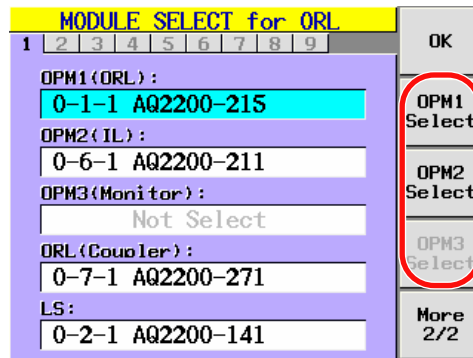 MODULE SELECT for ORL
1 2 3 4 5 6 7 8 9
OPM1(ORL):
0-1-1 AQ2200-215
OPM2(IL):
0-6-1 AQ2200-211
OPM3(Monitor):
Not Select
ORL(Coupler):
0-7-1 AQ2200-271
LS:
0-2-1 AQ2200-141
OK
OPM1
Select
OPM2
Select
OPM3
Select
More
2/2